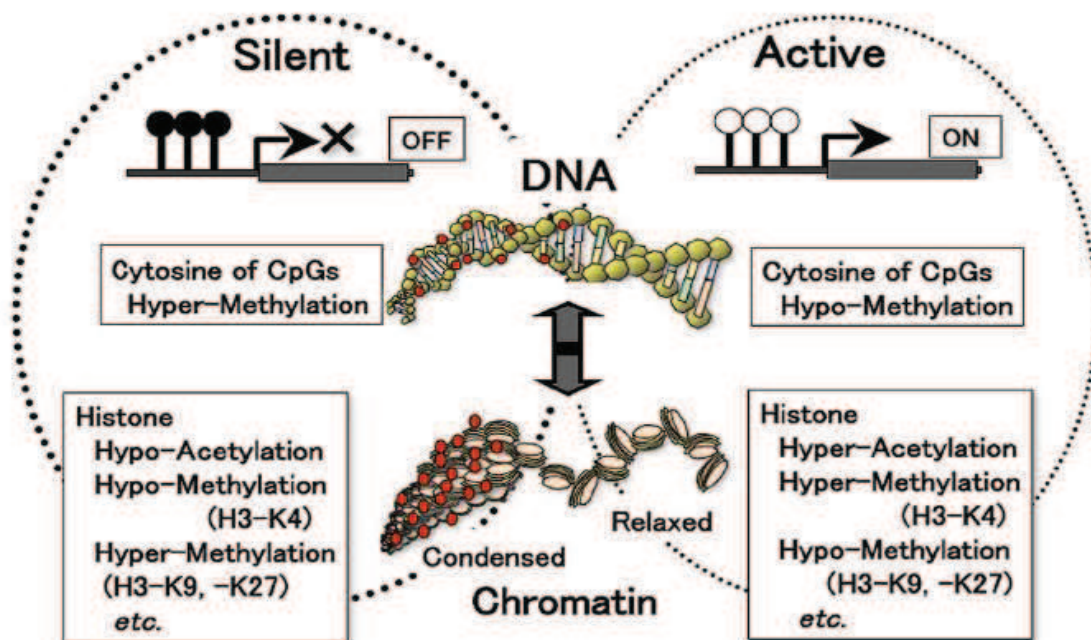 Silent
Active
OFF
ON
DNA
Cytosine of CpGs
Hyper-Methylation
Cytosine of CpGs
Hypo-Methylation
Histone
Hypo-Acetylation
Hypo-Methylation
(H3-K4)
Hyper-Methylation
(H3-K9, -K27)
etc.
Condensed
Relaxed
Chromatin
Histone
Hyper-Acetylation
Hyper-Methylation
(H3-K4)
Hypo-Methylation
(H3-K9, -K27)
etc.